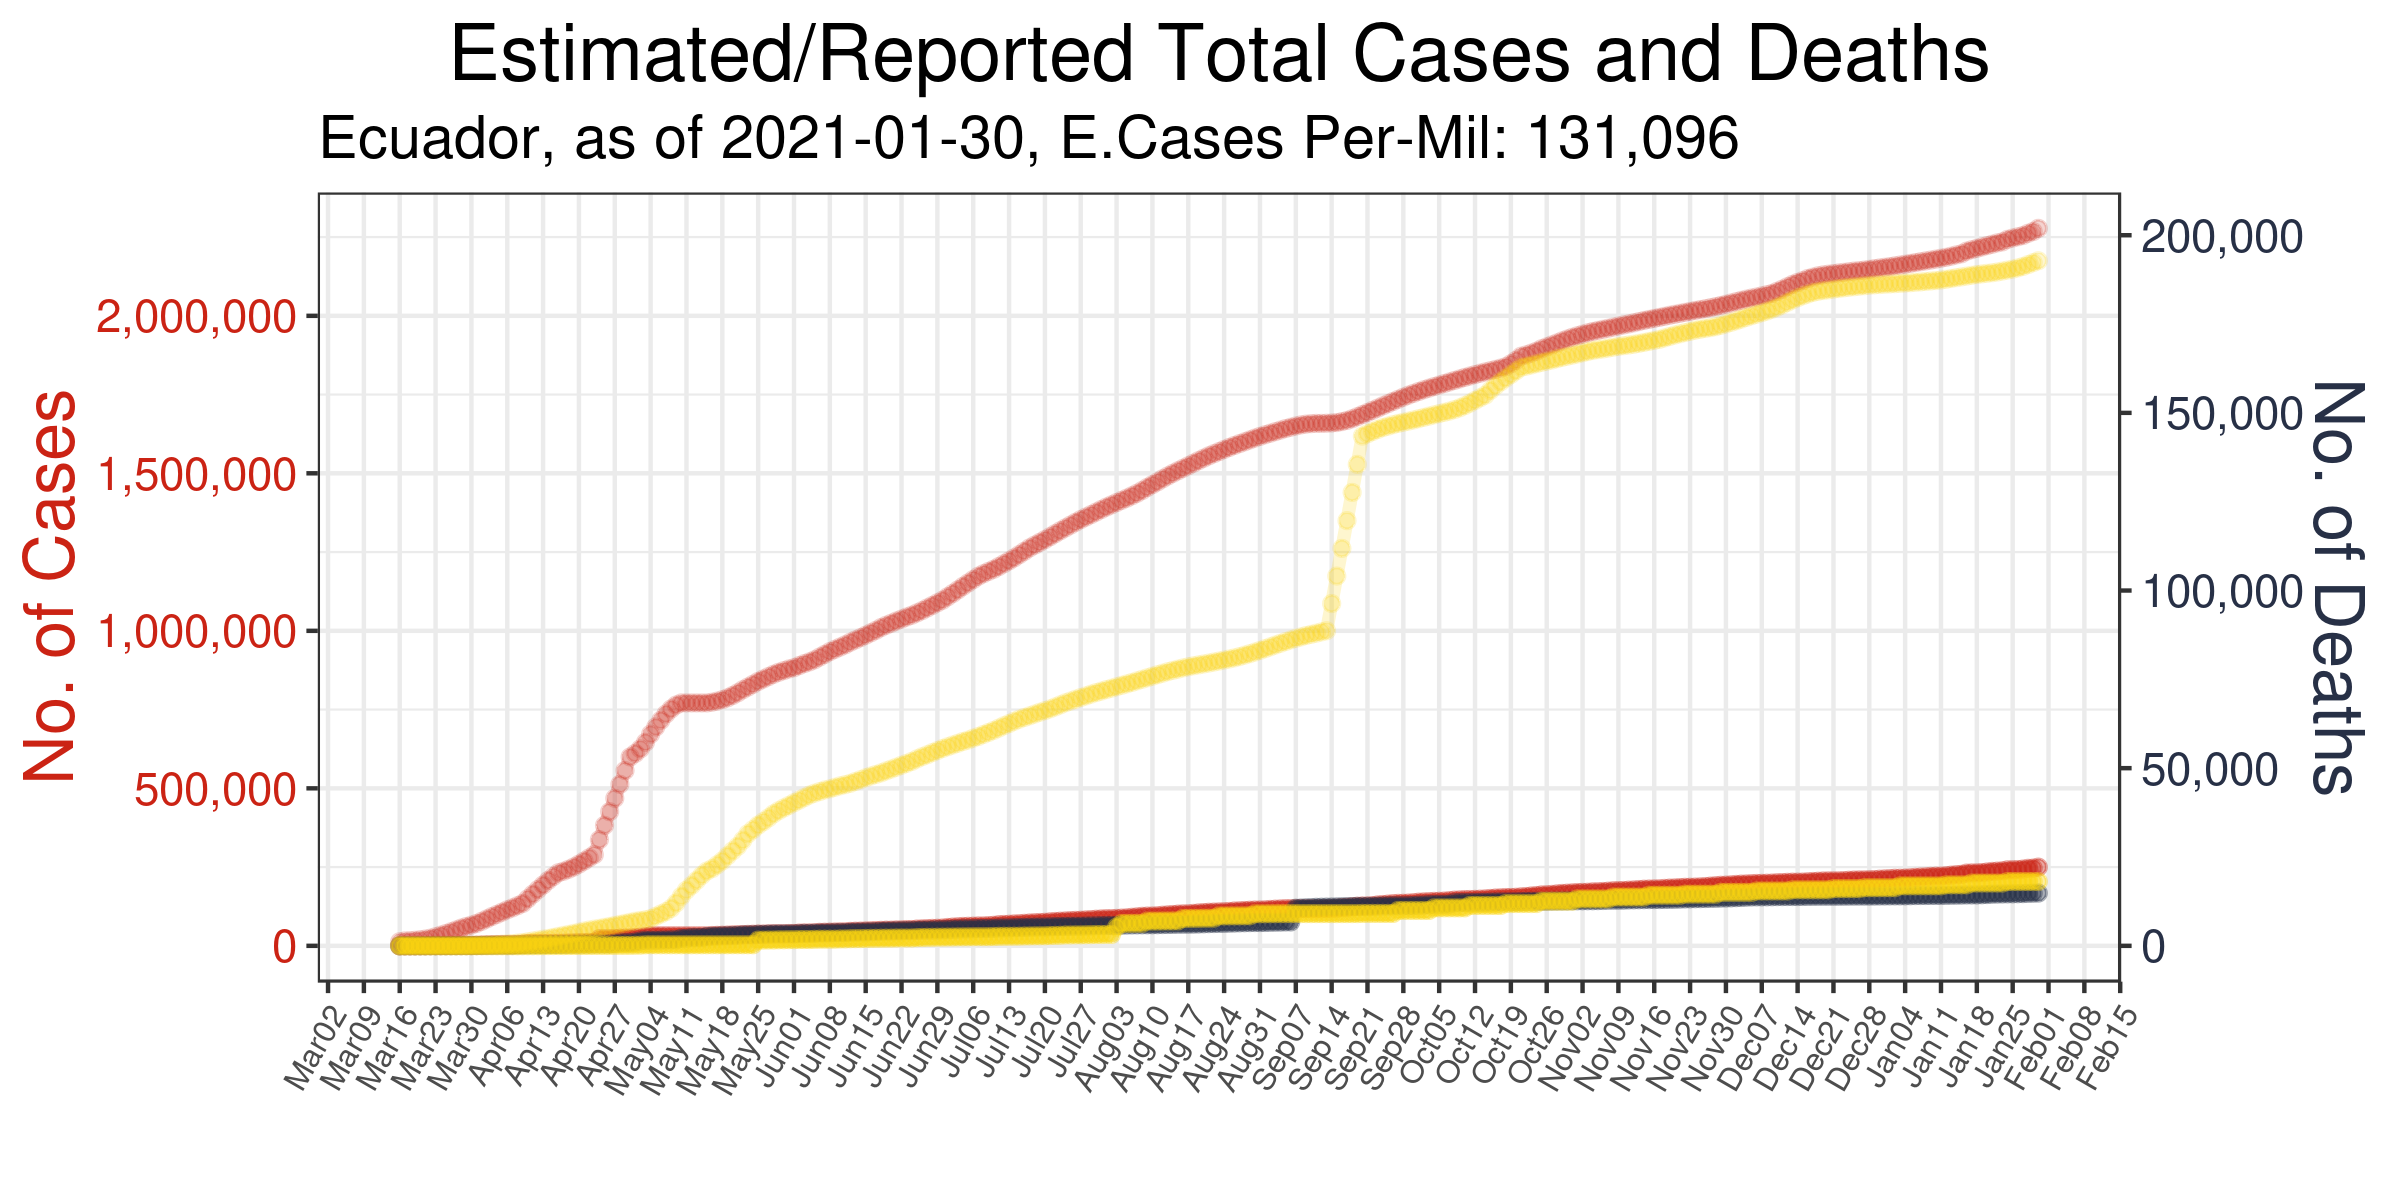 Estimated/Reported Total Cases and Deaths
Ecuador, as of 2021-01-30, E.Cases Per-Mil: 131,096
No. of Cases
2,000,000
1,500,000
1,000,000
500,000
0
200,000
150,000
100,000
50,000
0
No. of Deaths
Mar02
Mar09
Mar16
Mar23
Mar30
Apr06
Apr13
Apr20
Apr27
May04
May11
May18
May25
Jun01
Jun08
Jun15
Jun22
Jun29
Jul06
Jul13
Jul20
Jul27
Aug03
Aug10
Aug17
Aug24
Aug31
Sep07
Sep14
Sep21
Sep28
Oct05
Oct12
Oct19
Oct26
Nov02
Nov09
Nov16
Nov23
Nov30
Dec07
Dec14
Dec21
Dec28
Jan04
Jan11
Jan18
Jan25
Feb01
Feb08
Feb15